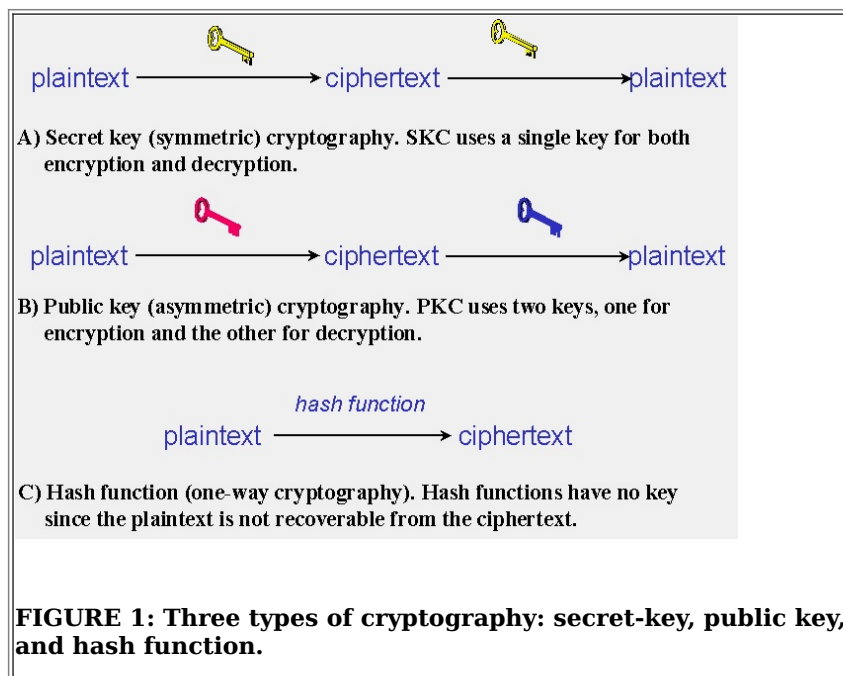 plaintext ciphertext plaintext
A) Secret key (symmetric) cryptography. SKC uses a single key for both
encryption and decryption.
plaintext ciphertext plaintext
B) Public key (asymmetric) cryptography. PKC uses two keys, one for
encryption and the other for decryption.
hash function
plaintext ciphertext
C) Hash function (one-way cryptography). Hash functions have no key
since the plaintext is not recoverable from the ciphertext.
FIGURE 1: Three types of cryptography: secret-key, public key,
and hash function.